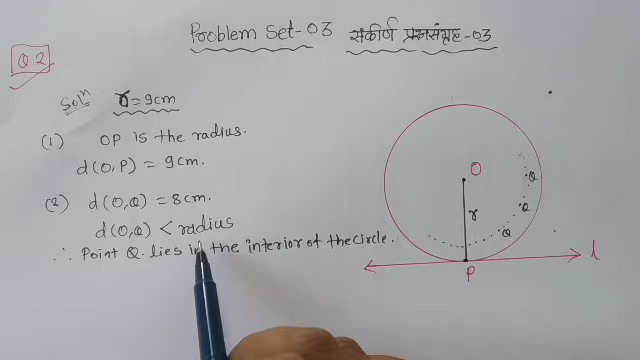 Problem Set-03 संकीर्ण प्रश्नसंग्रह-03
Q.2
Solⁿ r = 9cm
(1) OP is the radius.
d(O,P) = 9cm.
(2) d(O,Q) = 8cm.
d(O,Q) < radius
∴ Point Q. lies in the interior of the circle.
O
Q
r
Q
Q
l
P